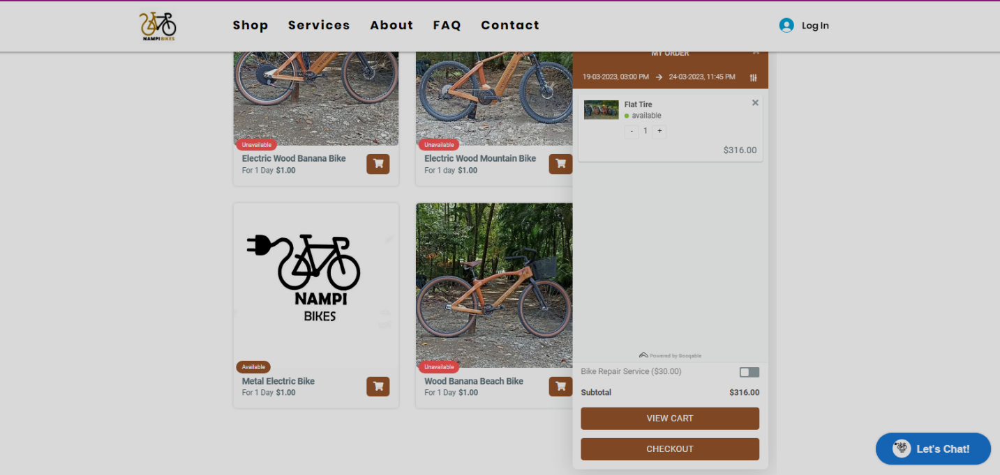 NAMPI BIKES
Shop Services About FAQ Contact
Log In
MY ORDER
19-03-2023, 03:00 PM → 24-03-2023, 11:45 PM
Flat Tire
available
- 1 +
$316.00
Unavailable
Electric Wood Banana Bike
For 1 Day $1.00
Unavailable
Electric Wood Mountain Bike
For 1 day $1.00
NAMPI
BIKES
Available
Metal Electric Bike
For 1 Day $1.00
Unavailable
Wood Banana Beach Bike
For 1 Day $1.00
Powered by Booqable
Bike Repair Service ($30.00)
Subtotal $316.00
VIEW CART
CHECKOUT
Let's Chat!